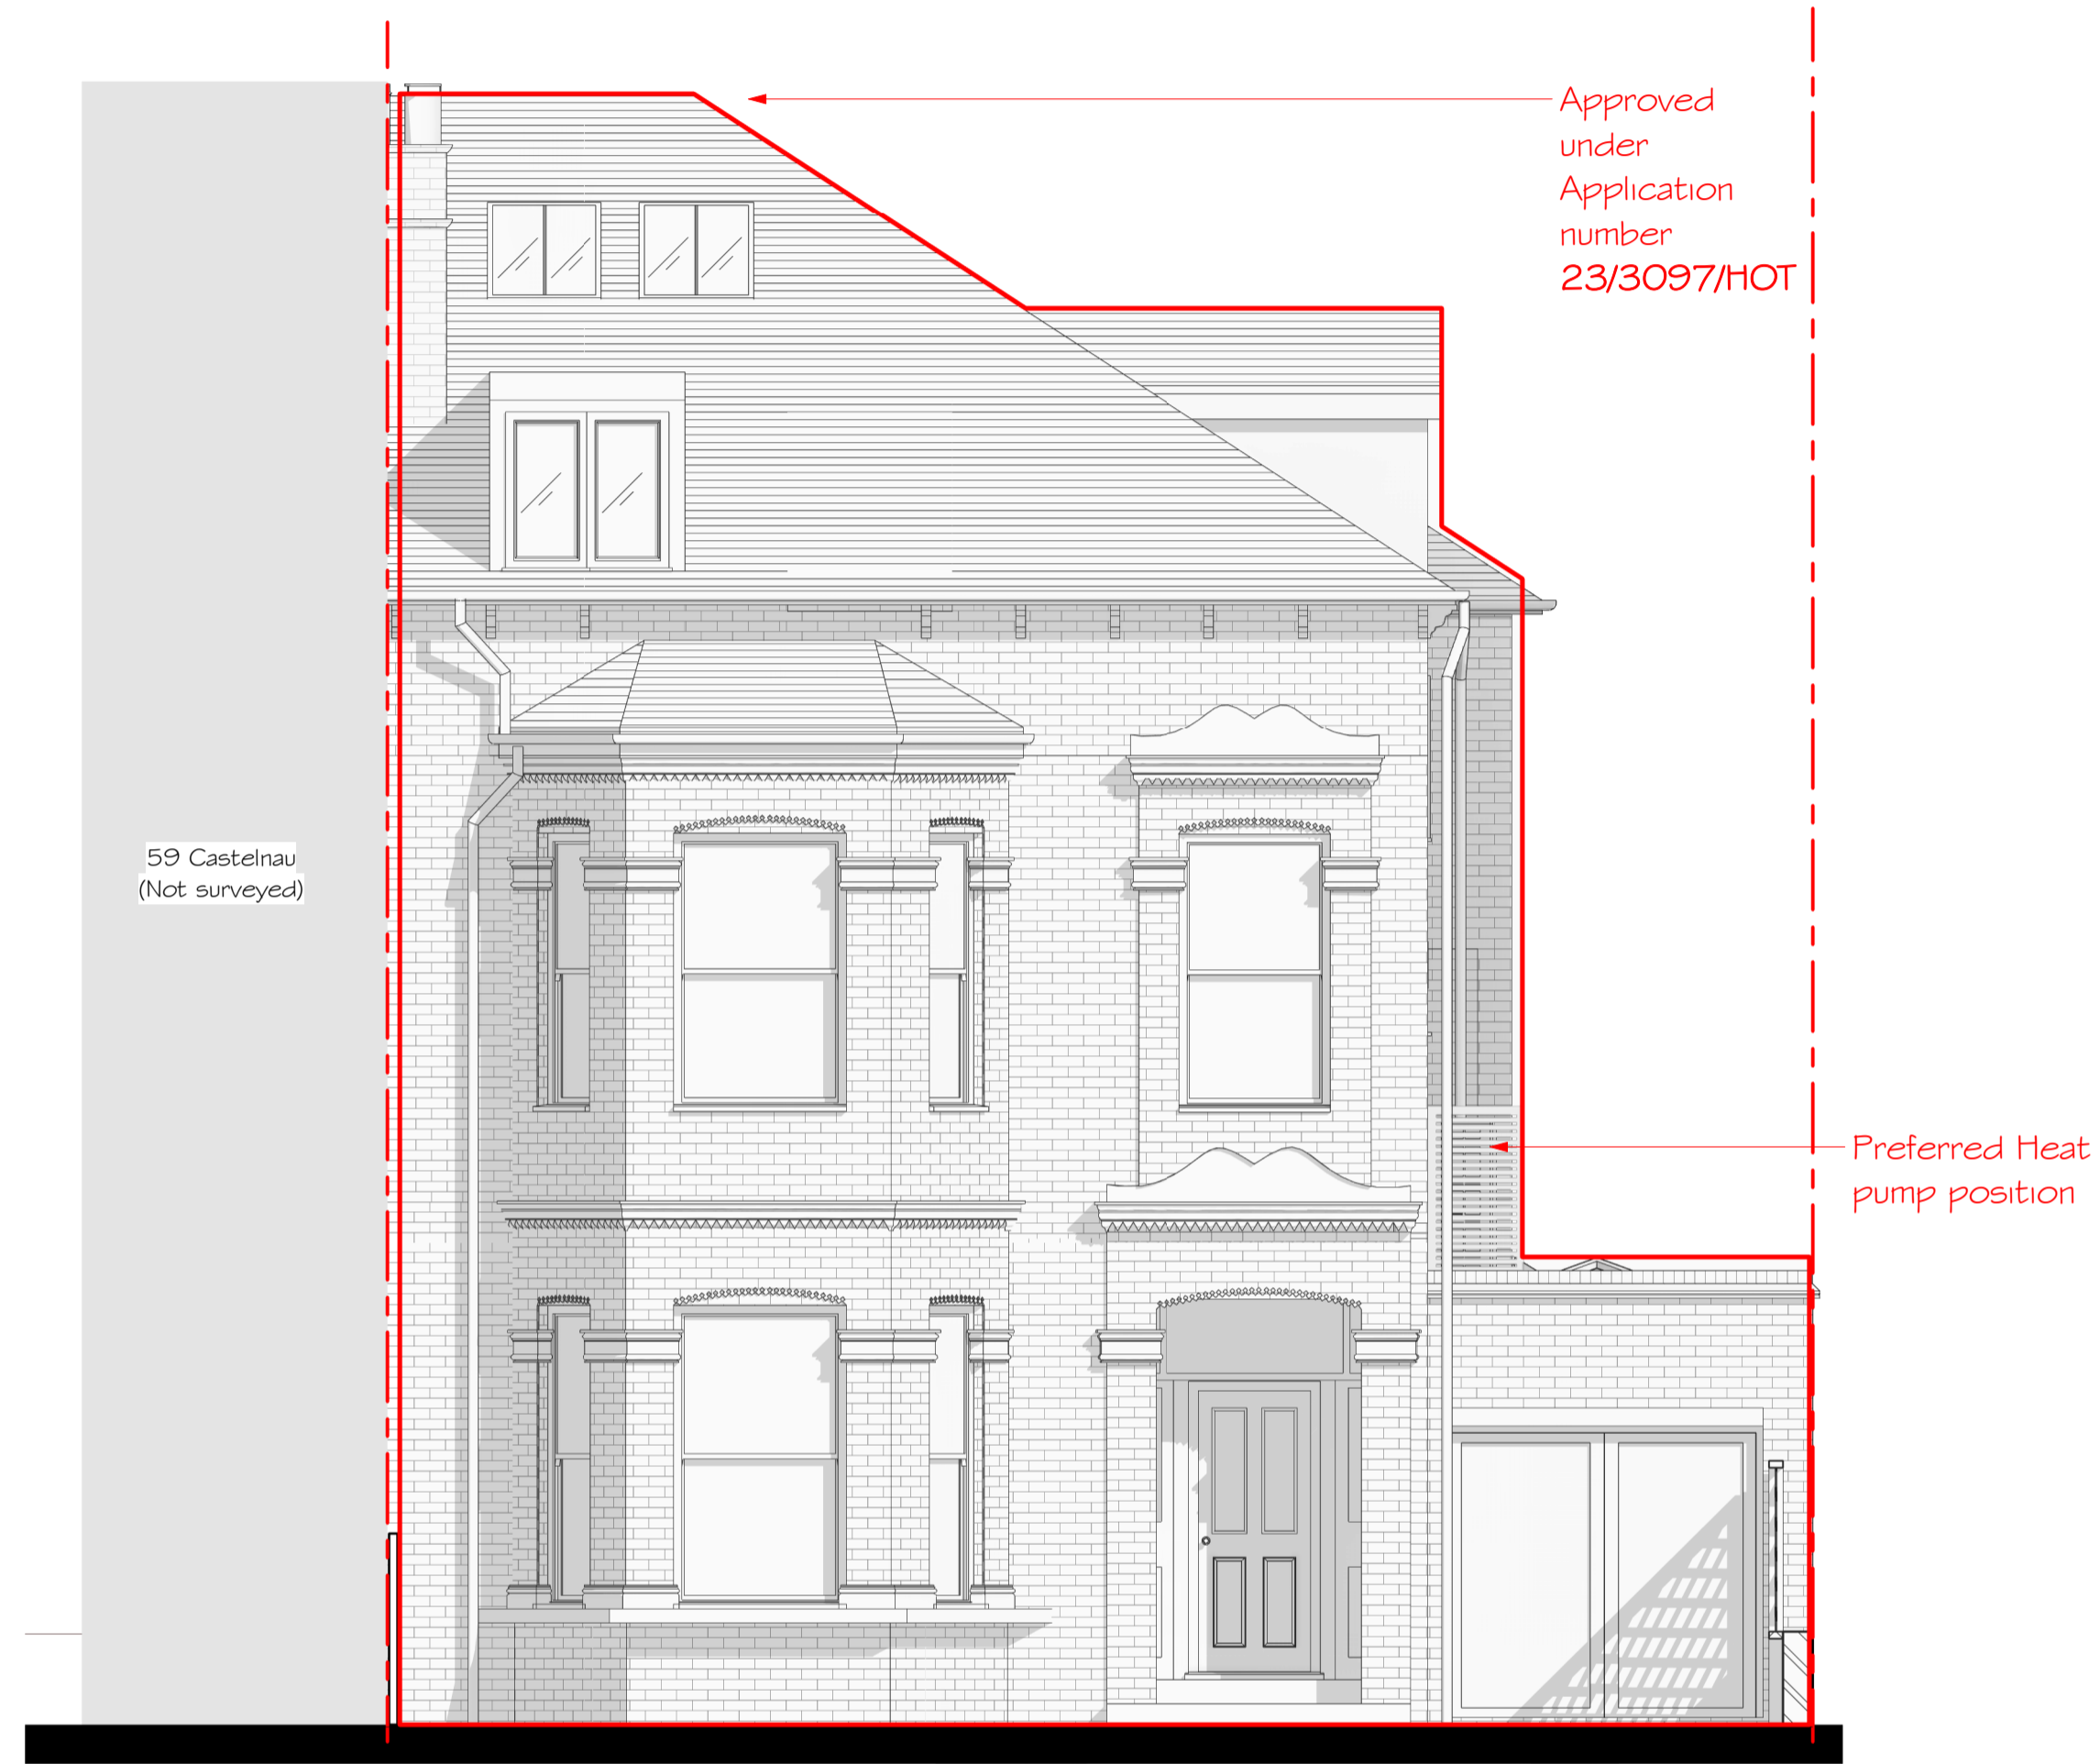 Approved
under
Application
number
23/3097/HOT
59 Castelnau
(Not surveyed)
Preferred Heat
pump position